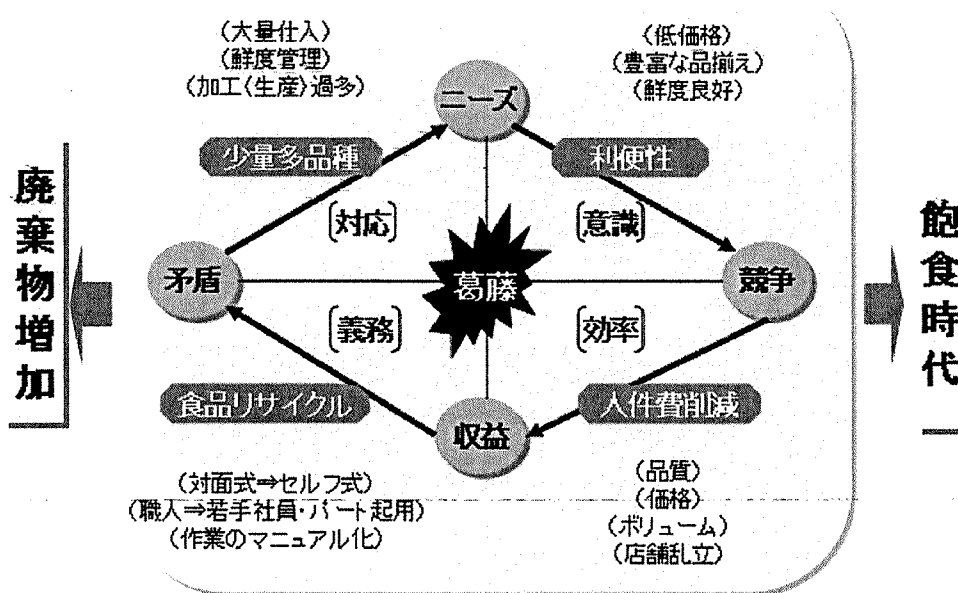 (大量仕入)
(鮮度管理)
(加工〈生産〉過多)
(低価格)
(豊富な品揃え)
(鮮度良好)
ニーズ
少量多品種
利便性
[対応]
[意識]
廃棄物増加
矛盾
葛藤
競争
飽食時代
[義務]
[効率]
食品リサイクル
人件費削減
収益
(対面式⇒セルフ式)
(職人⇒若手社員・パート起用)
(作業のマニュアル化)
(品質)
(価格)
(ボリューム)
(店舗乱立)